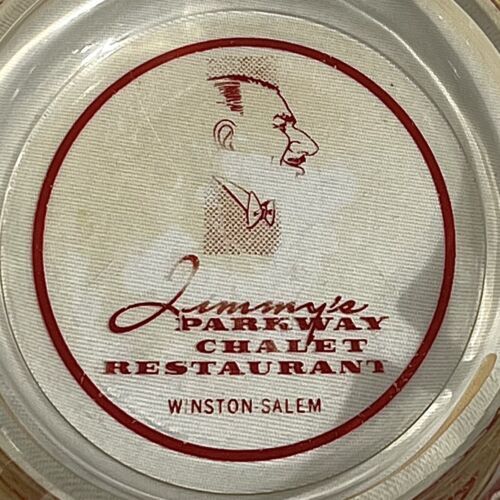 Jimmy's
PARKWAY
CHALET
RESTAURANT
WINSTON-SALEM